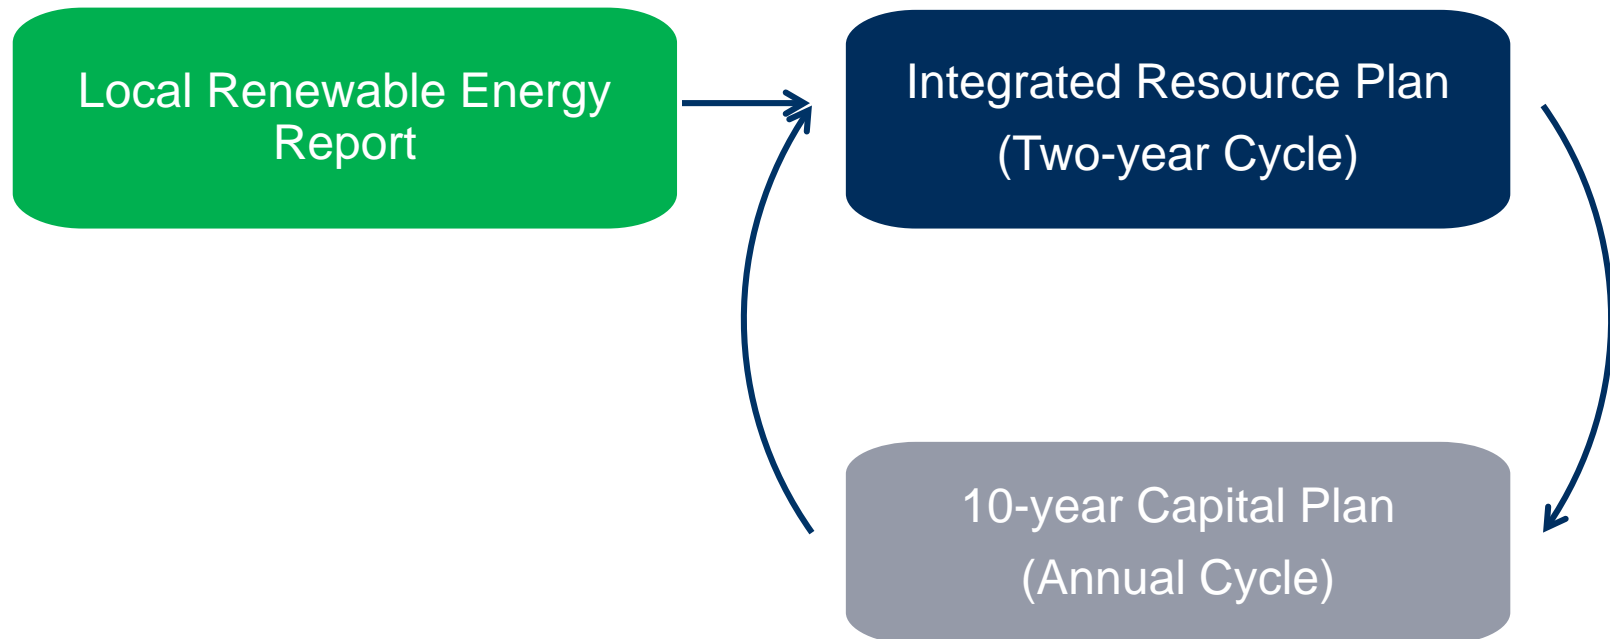 Local Renewable Energy
Report
Integrated Resource Plan
(Two-year Cycle)
10-year Capital Plan
(Annual Cycle)